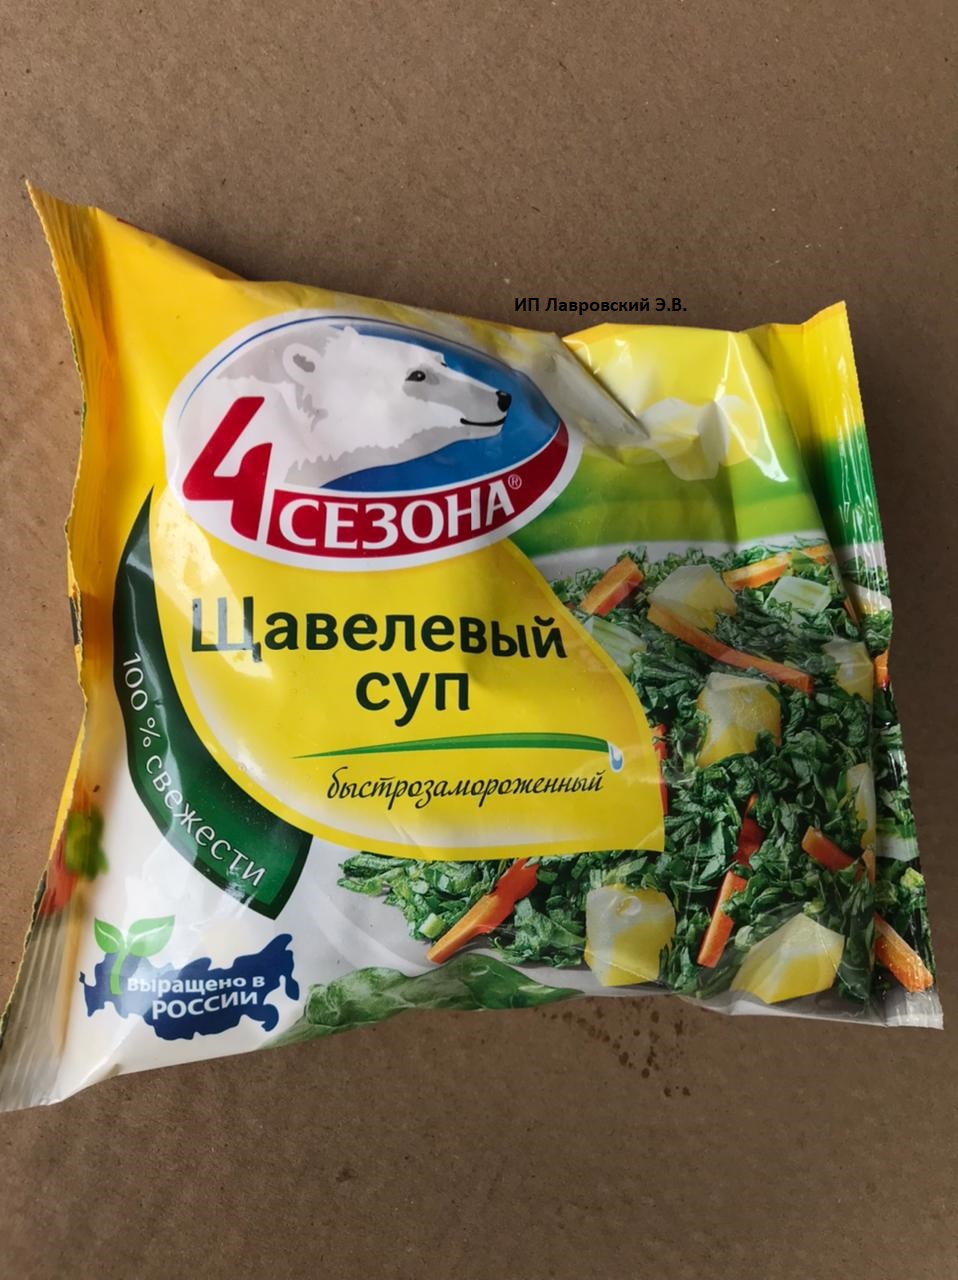 ИП Лавровский Э.В.
4
СЕЗОНА®
Щавелевый
суп
быстрозамороженный
100% свежести
выращено в
РОССИИ